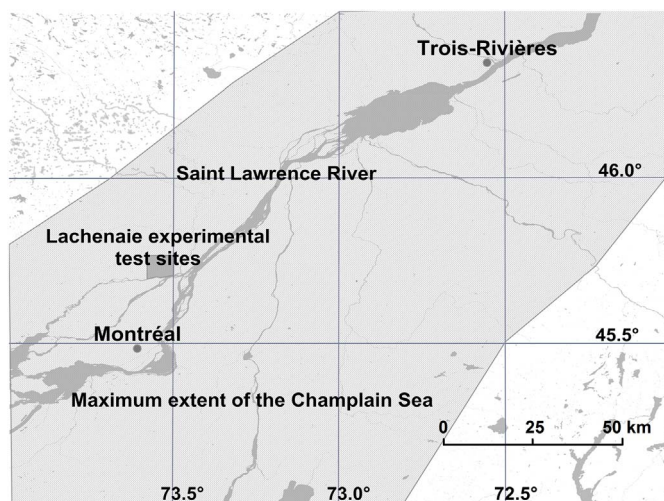 Trois-Rivières
Saint Lawrence River
46.0°
Lachenaie experimental
test sites
Montréal
45.5°
Maximum extent of the Champlain Sea
0 25 50 km
73.5° 73.0° 72.5°